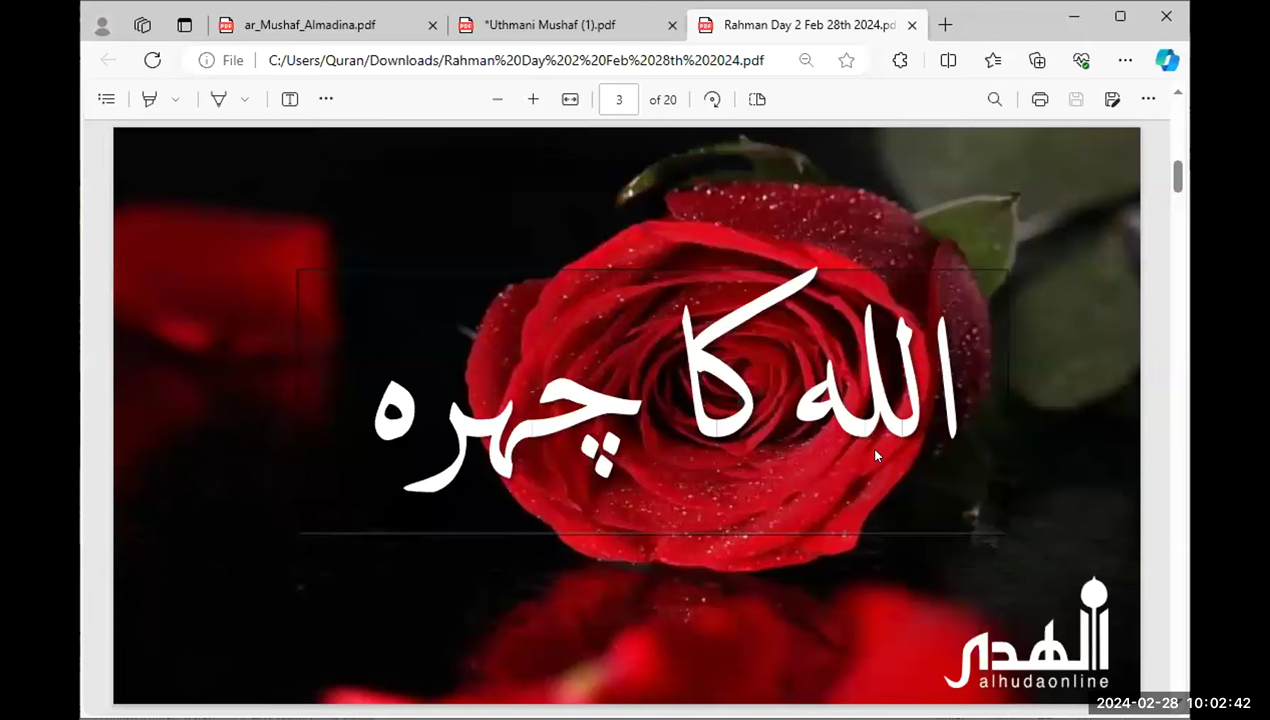 ar_Mushaf_Almadina.pdf
*Uthmani Mushaf (1).pdf
Rahman Day 2 Feb 28th 2024.pd
File
C:/Users/Quran/Downloads/Rahman%20Day%202%20Feb%2028th%202024.pdf
3 of 20
الله کا چہرہ
الهدى
alhudaonline
2024-02-28 10:02:42